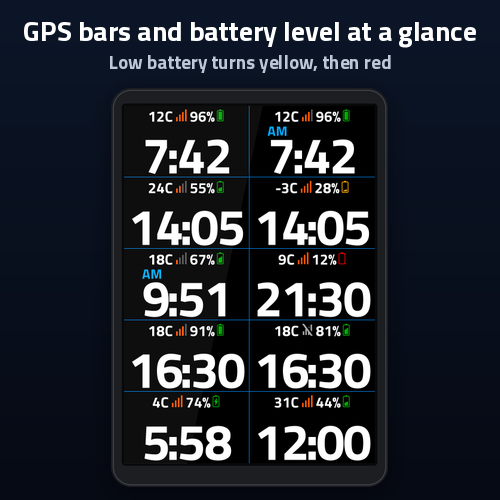 GPS bars and battery level at a glance
Low battery turns yellow, then red
12C 96%
7:42
12C 96%
AM
7:42
24C 55%
14:05
-3C 28%
14:05
18C 67%
AM
9:51
9C 12%
21:30
18C 91%
16:30
18C 81%
16:30
4C 74%
5:58
31C 44%
12:00